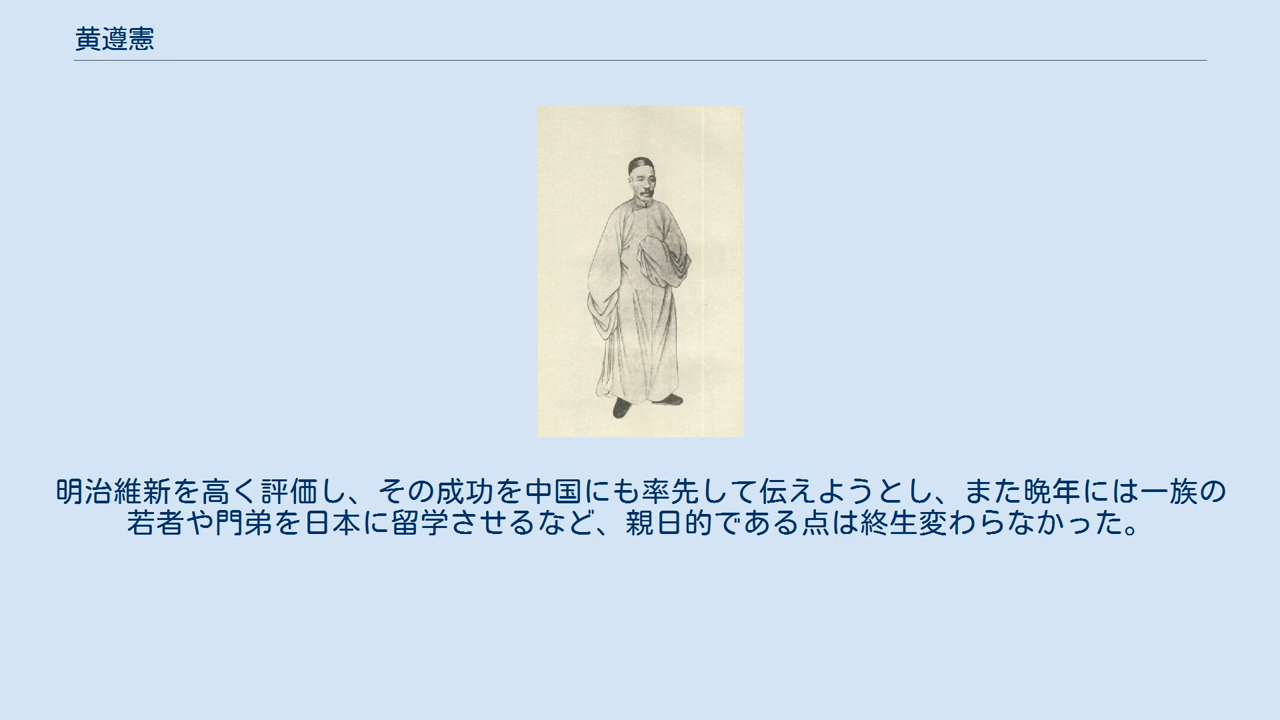 黄遵憲
明治維新を高く評価し、その成功を中国にも率先して伝えようとし、また晩年には一族の
若者や門弟を日本に留学させるなど、親日的である点は終生変わらなかった。